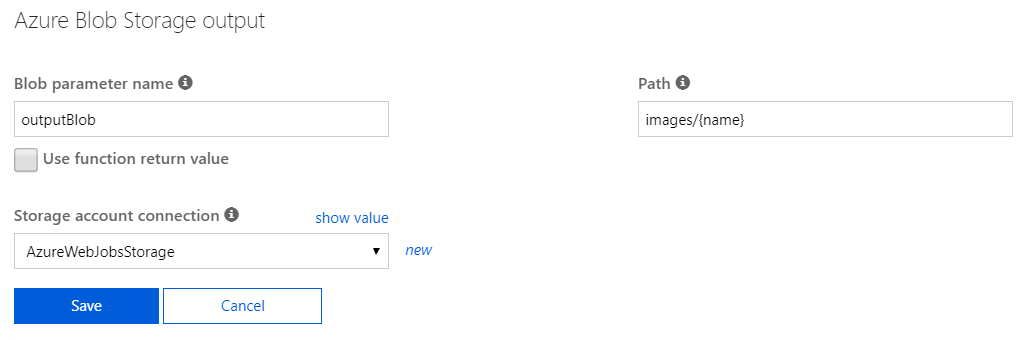 Azure Blob Storage output
Blob parameter name
Path
outputBlob
images/{name}
Use function return value
Storage account connection
show value
AzureWebJobsStorage
new
Save
Cancel